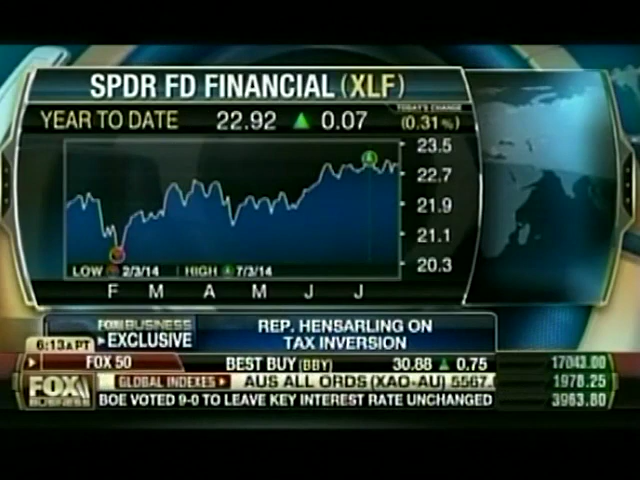 SPDR FD FINANCIAL (XLF)
TODAY'S CHANGE
YEAR TO DATE 22.92 ▲ 0.07 (0.31%)
23.5
22.7
21.9
21.1
20.3
LOW 2/3/14 | HIGH 7/3/14
F M A M J J
FOX BUSINESS
EXCLUSIVE
REP. HENSARLING ON
TAX INVERSION
6:13A PT
FOX 50 BEST BUY (BBY) 30.88 ▲ 0.75 17043.00
FOX BUSINESS
GLOBAL INDEXES AUS ALL ORDS (XAO-AU) 5567. 1978.25
BOE VOTED 9-0 TO LEAVE KEY INTEREST RATE UNCHANGED 3963.80